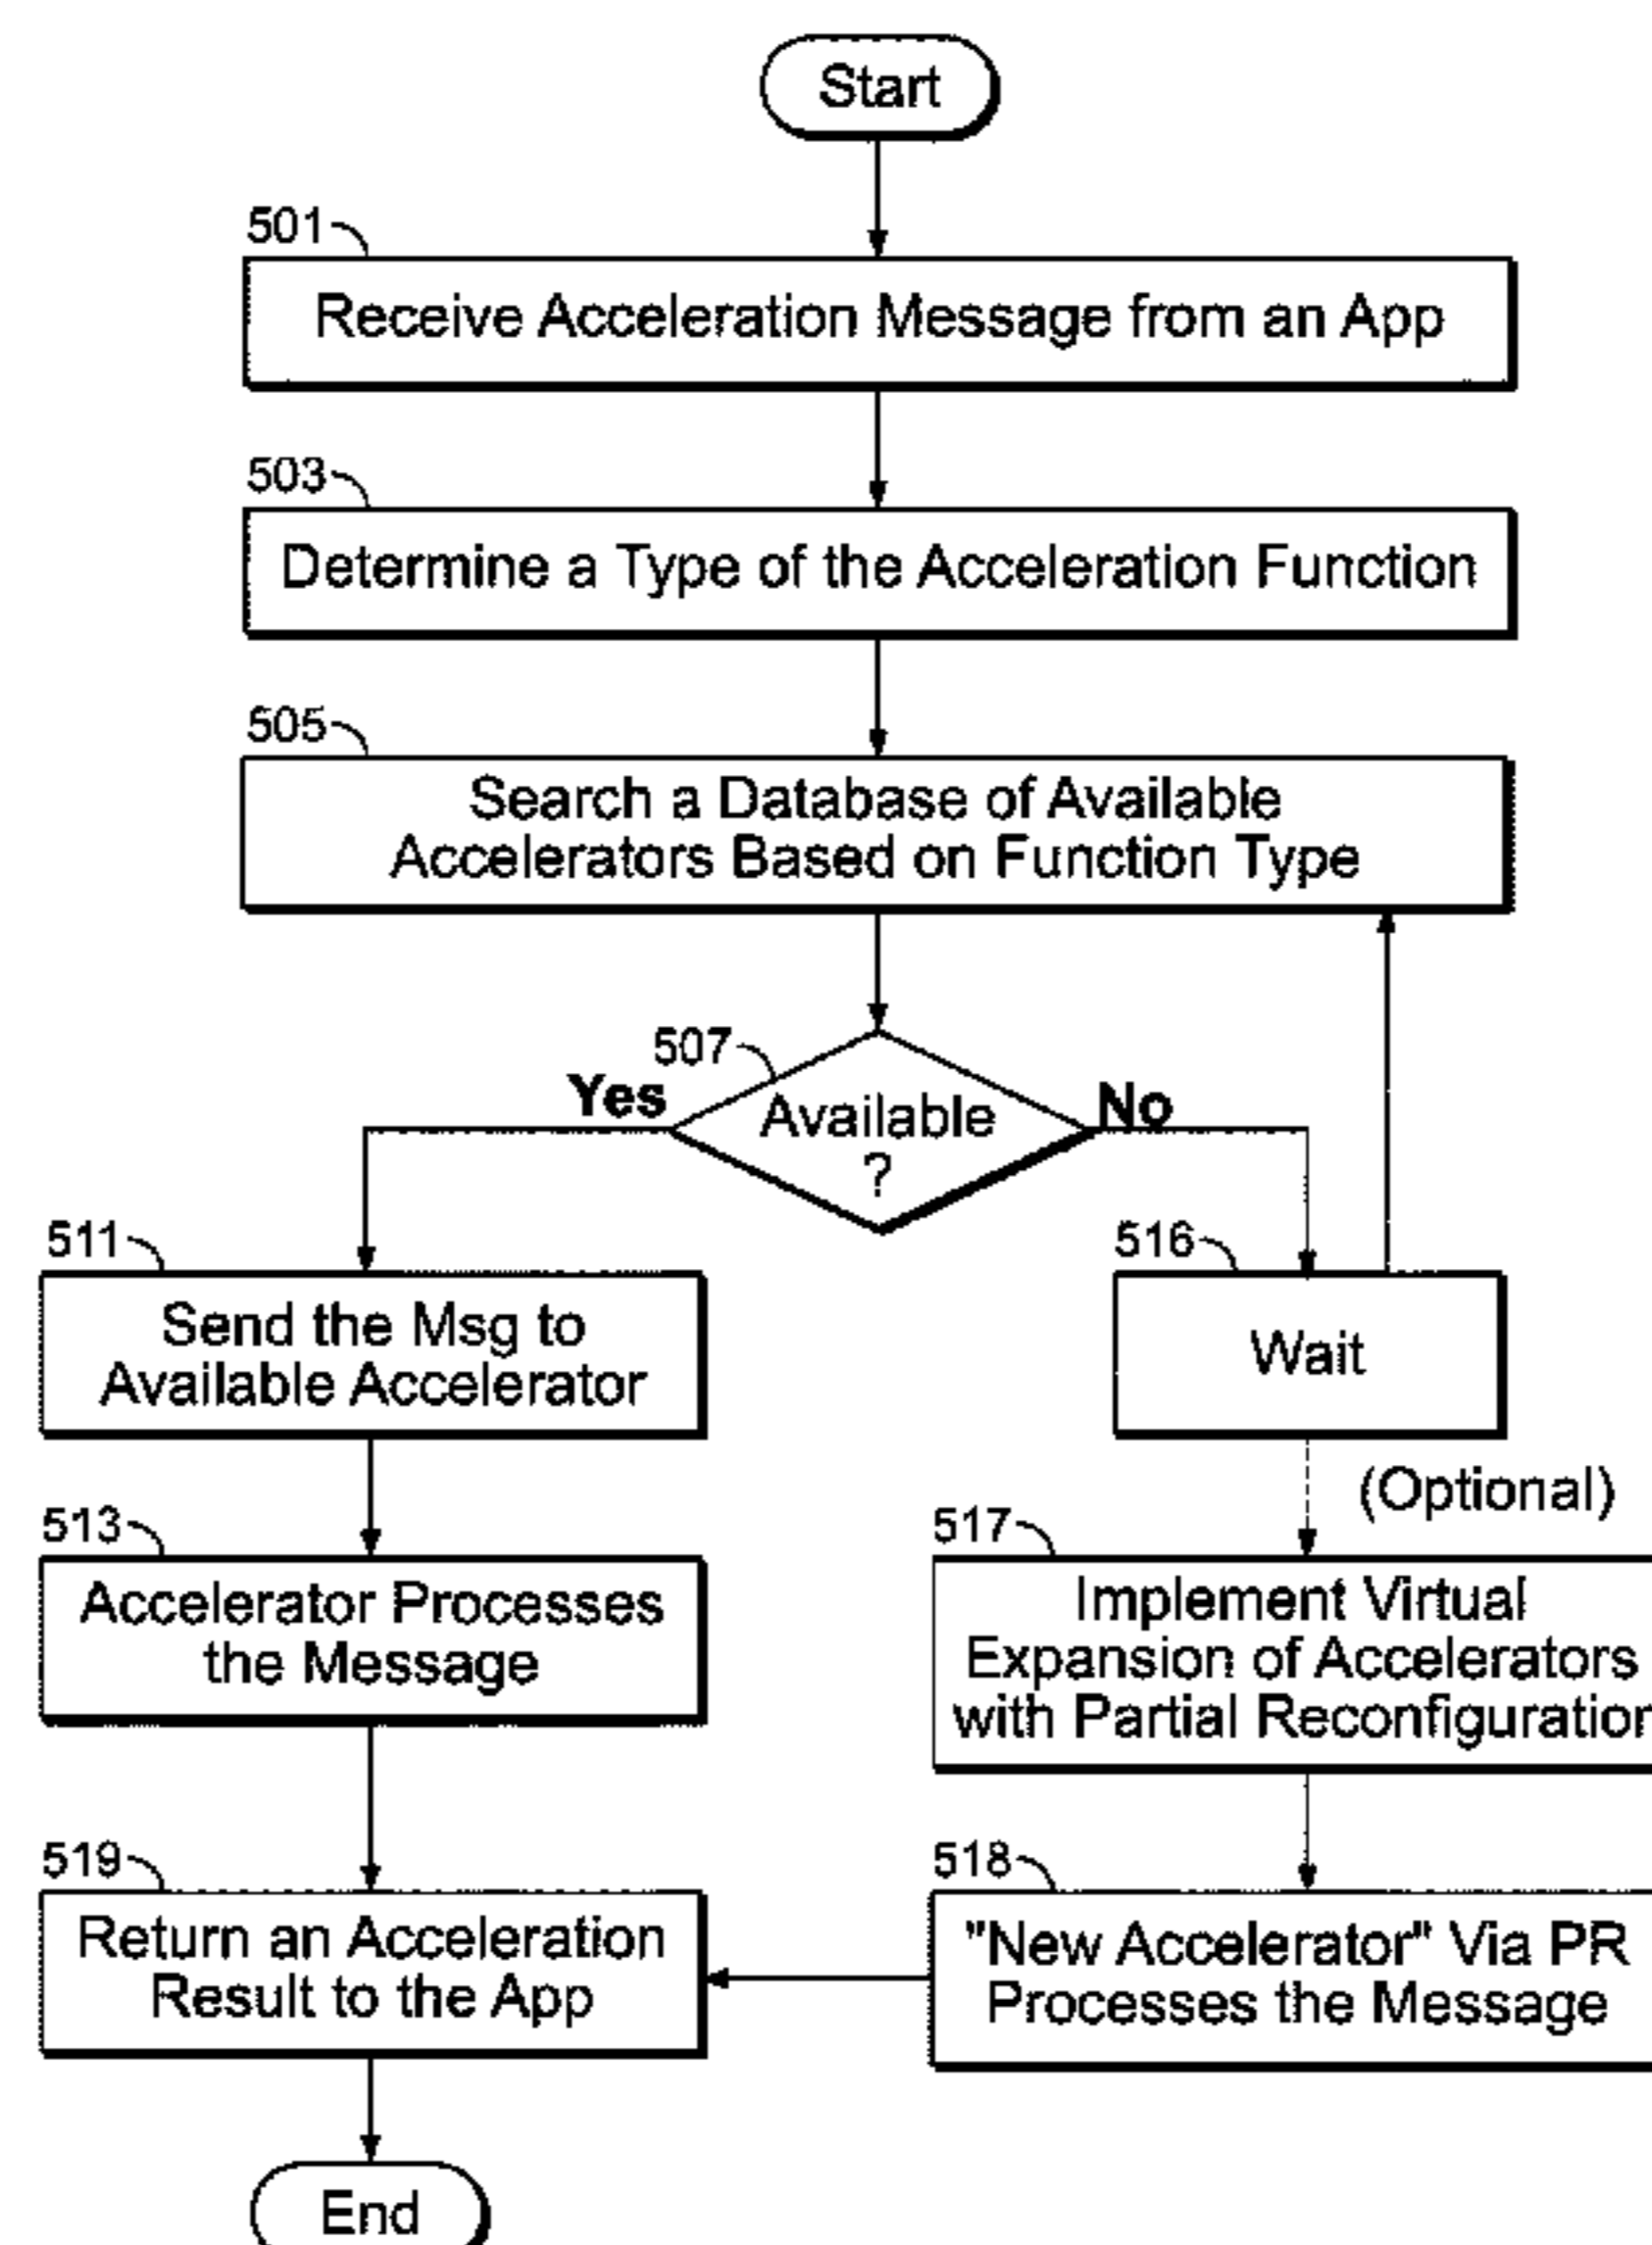 Start
501
Receive Acceleration Message from an App
503
Determine a Type of the Acceleration Function
505
Search a Database of Available
Accelerators Based on Function Type
507
Yes
Available
?
No
511
Send the Msg to
Available Accelerator
516
Wait
(Optional)
513
Accelerator Processes
the Message
517
Implement Virtual
Expansion of Accelerators
with Partial Reconfiguration
519
Return an Acceleration
Result to the App
518
"New Accelerator" Via PR
Processes the Message
End